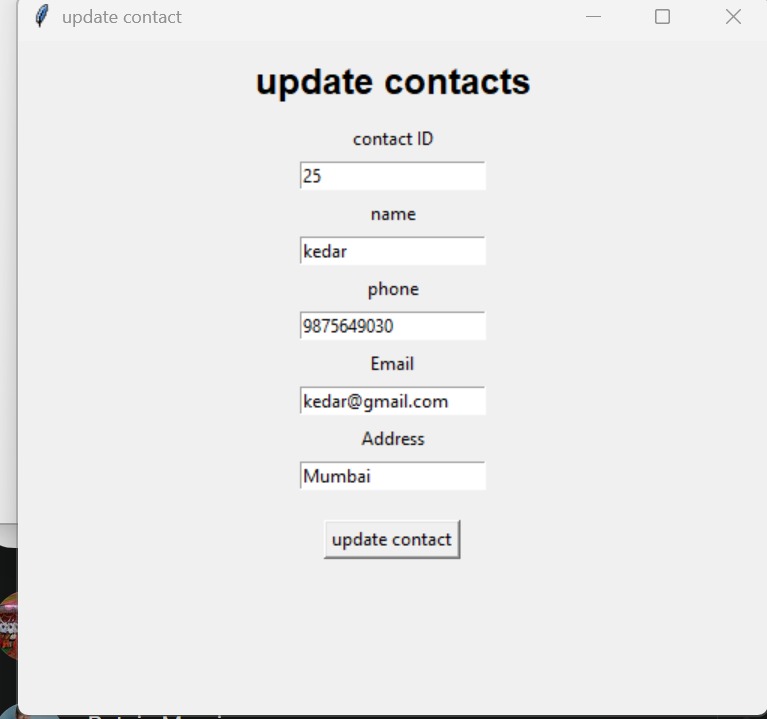 update contact
update contacts
contact ID
25
name
kedar
phone
9875649030
Email
kedar@gmail.com
Address
Mumbai
update contact